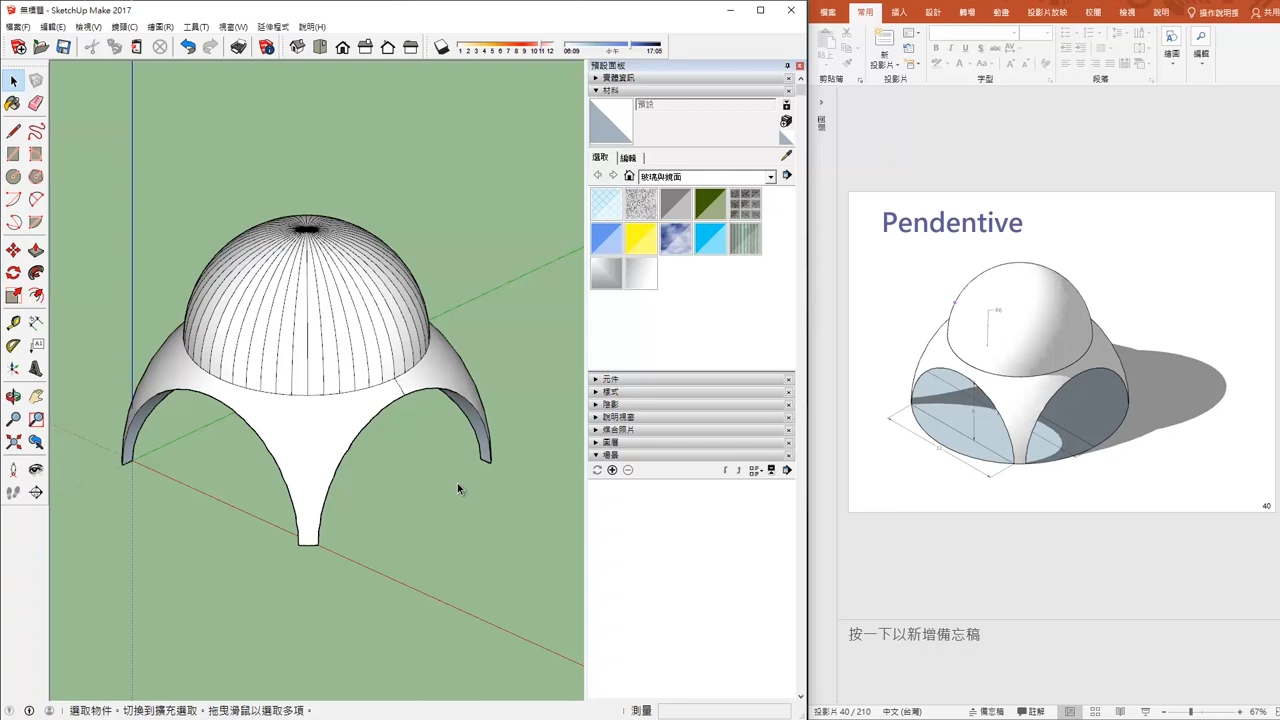 無標題 - SketchUp Make 2017
檔案(F) 編輯(E) 檢視(V) 鏡頭(C) 繪圖(R) 工具(T) 視窗(W) 延伸程式 說明(H)
1 2 3 4 5 6 7 8 9 10 11 12
06:09 中午 17:05
預設面板
實體資訊
材料
預設
選取 編輯
玻璃與鏡面
元件
樣式
陰影
說明視窗
媒合照片
圖層
場景
選取物件。切換到擴充選取。拖曳滑鼠以選取多項。
測量
檔案 常用 插入 設計 轉場 動畫 投影片放映 校閱 檢視 說明 操作說明搜 共用
貼上
新
投影片
繪圖
編輯
剪貼簿 投影片 字型 段落
Pendentive
R6
6
40
按一下以新增備忘稿
投影片 40 / 210 中文 (台灣) 備忘稿 註解 67%